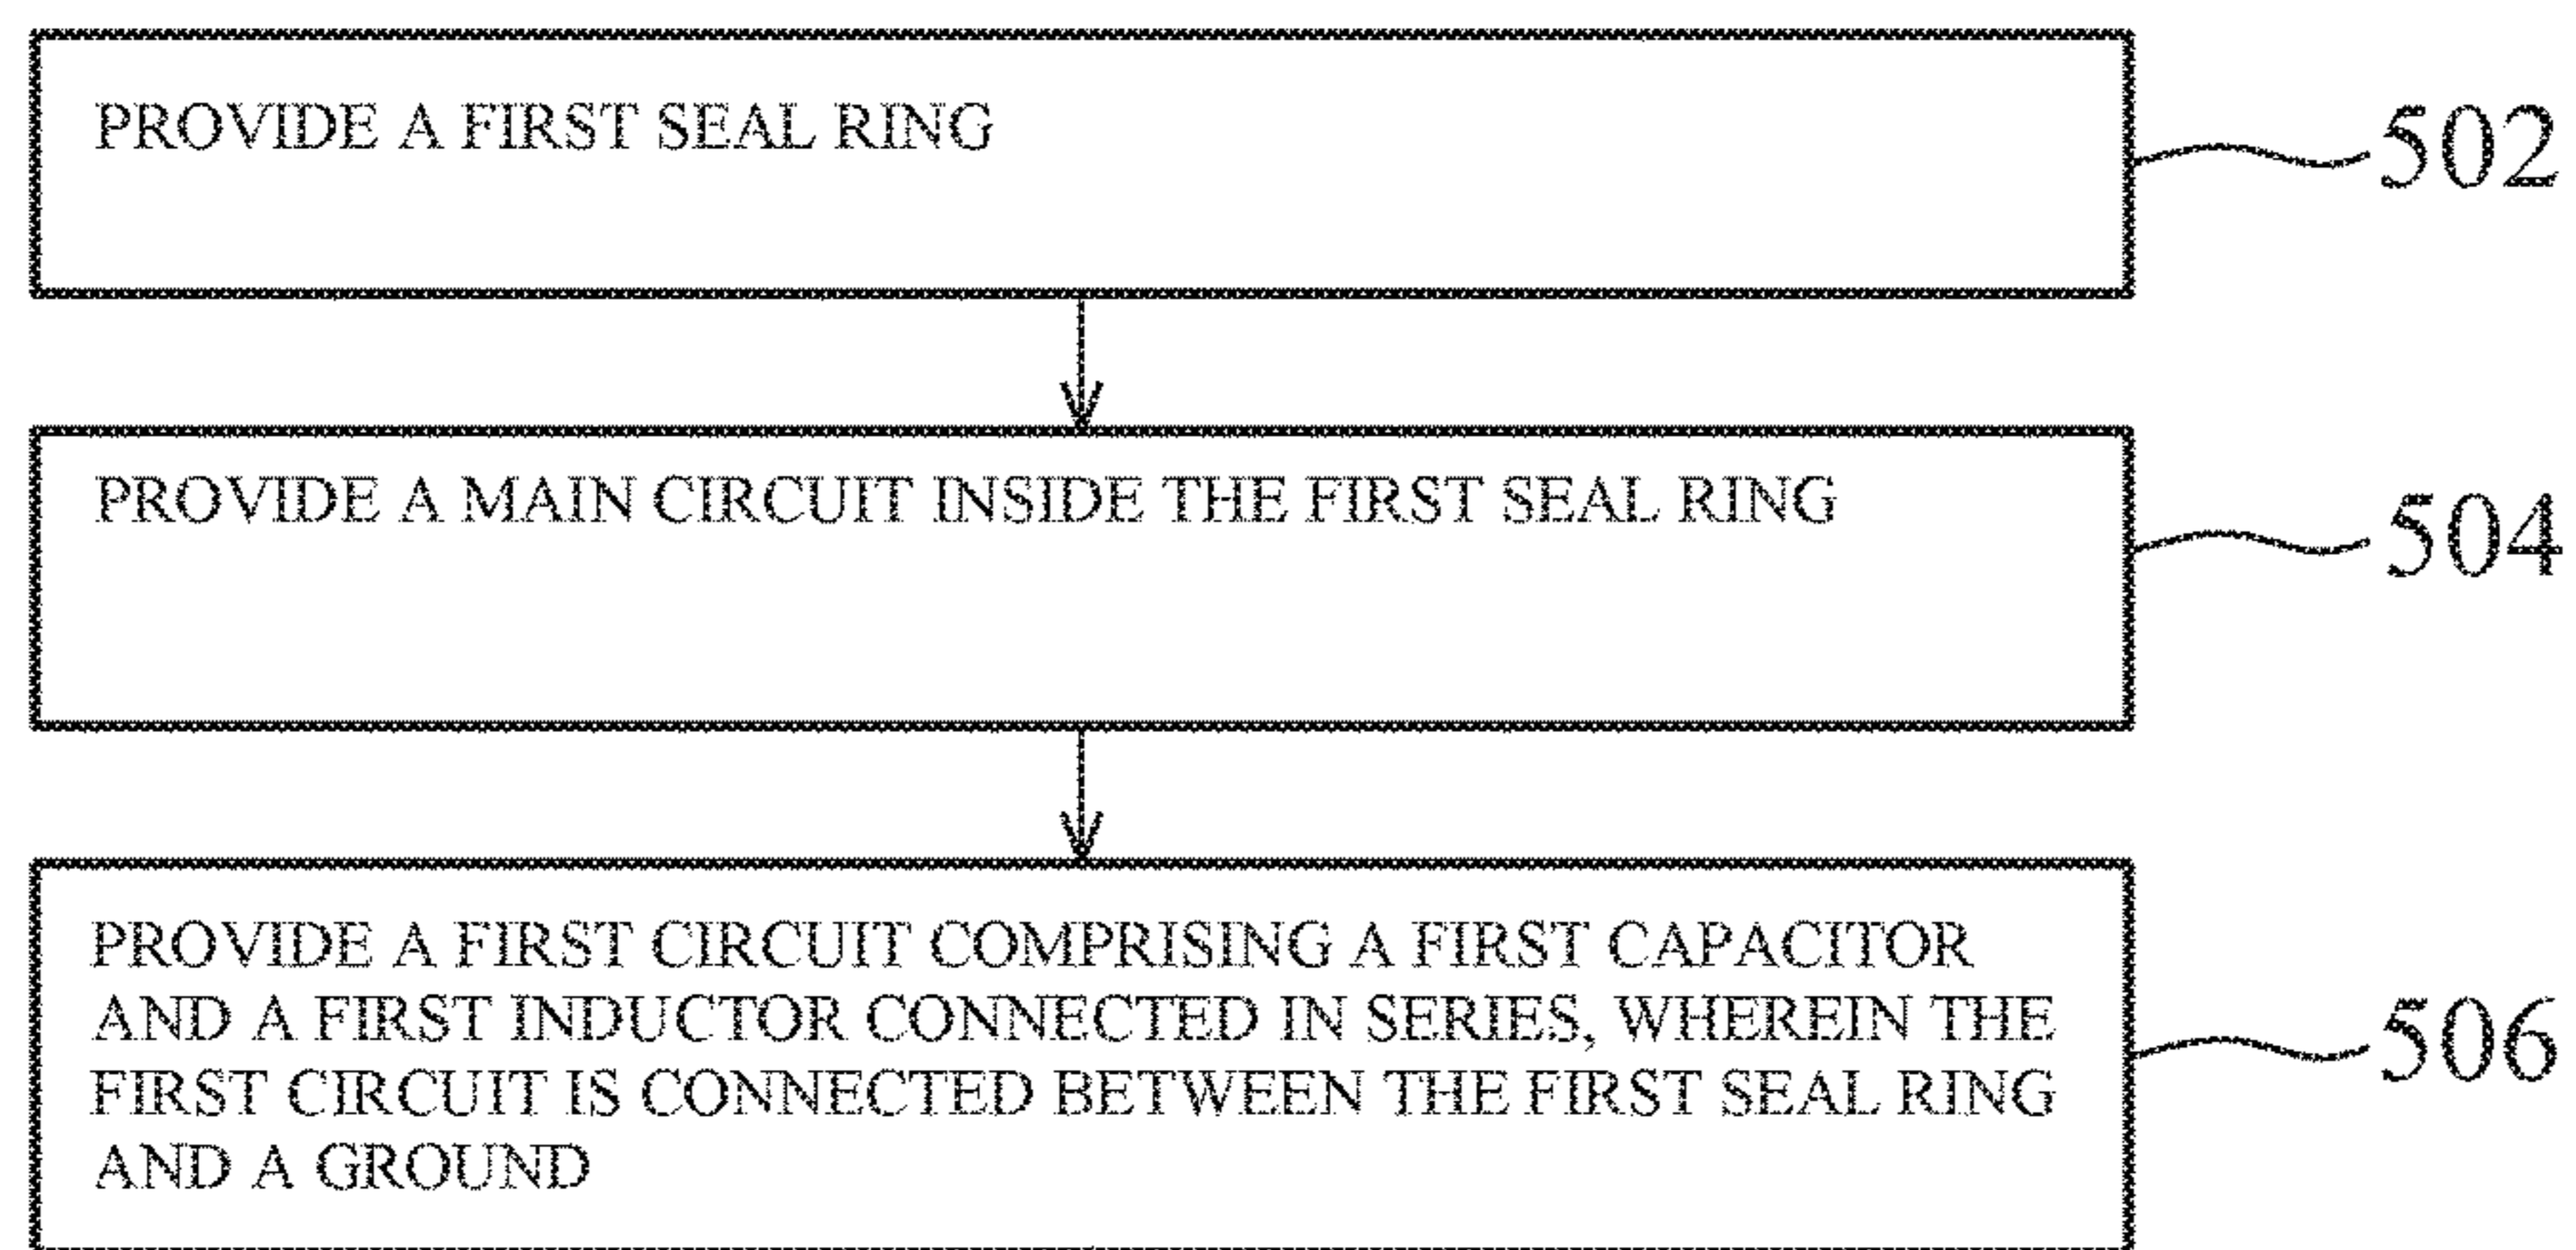 PROVIDE A FIRST SEAL RING
502
PROVIDE A MAIN CIRCUIT INSIDE THE FIRST SEAL RING
504
PROVIDE A FIRST CIRCUIT COMPRISING A FIRST CAPACITOR
AND A FIRST INDUCTOR CONNECTED IN SERIES, WHEREIN THE
FIRST CIRCUIT IS CONNECTED BETWEEN THE FIRST SEAL RING
AND A GROUND
506